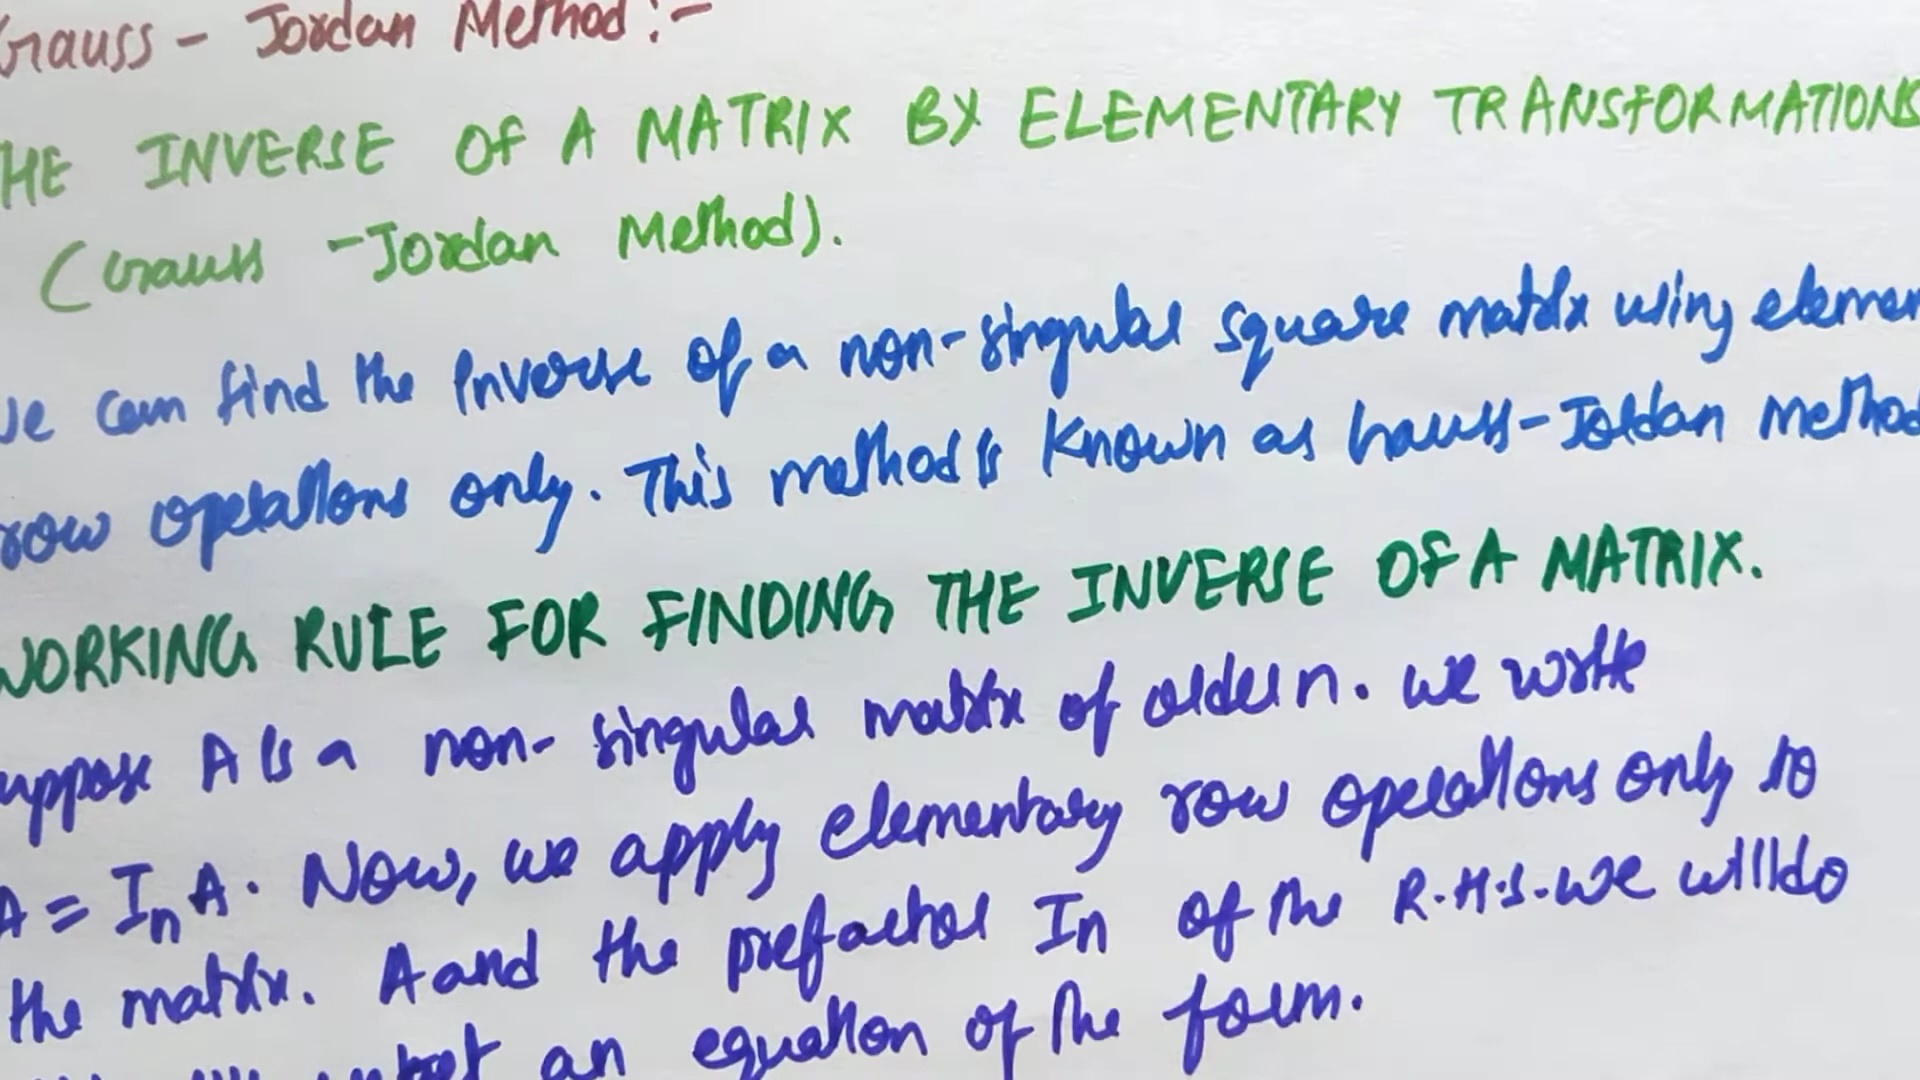 Gauss - Jordan Method :-
THE INVERSE OF A MATRIX BY ELEMENTARY TRANSFORMATIONS
(Gauss - Jordan Method).
We can find the inverse of a non-singular square matrix using elemen
row operations only. This method is known as Gauss-Jordan Method
WORKING RULE FOR FINDING THE INVERSE OF A MATRIX.
uppose A is a non-singular matrix of order n. we write
A = InA. Now, we apply elementary row operations only to
the matrix. A and the prefactor In of the R.H.S. we will do
get an equation of the form.